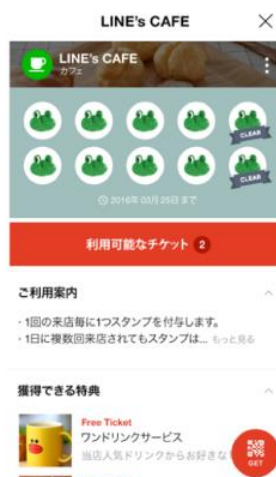 LINE's CAFE
LINE's CAFE
カフェ
CLEAR
CLEAR
2016年 03月 25日 まで
利用可能なチケット 2
ご利用案内
・1回の来店毎に1つスタンプを付与します。
・1日に複数回来店されてもスタンプは... もっと見る
獲得できる特典
Free Ticket
ワンドリンクサービス
当店人気ドリンクからお好きな
GET